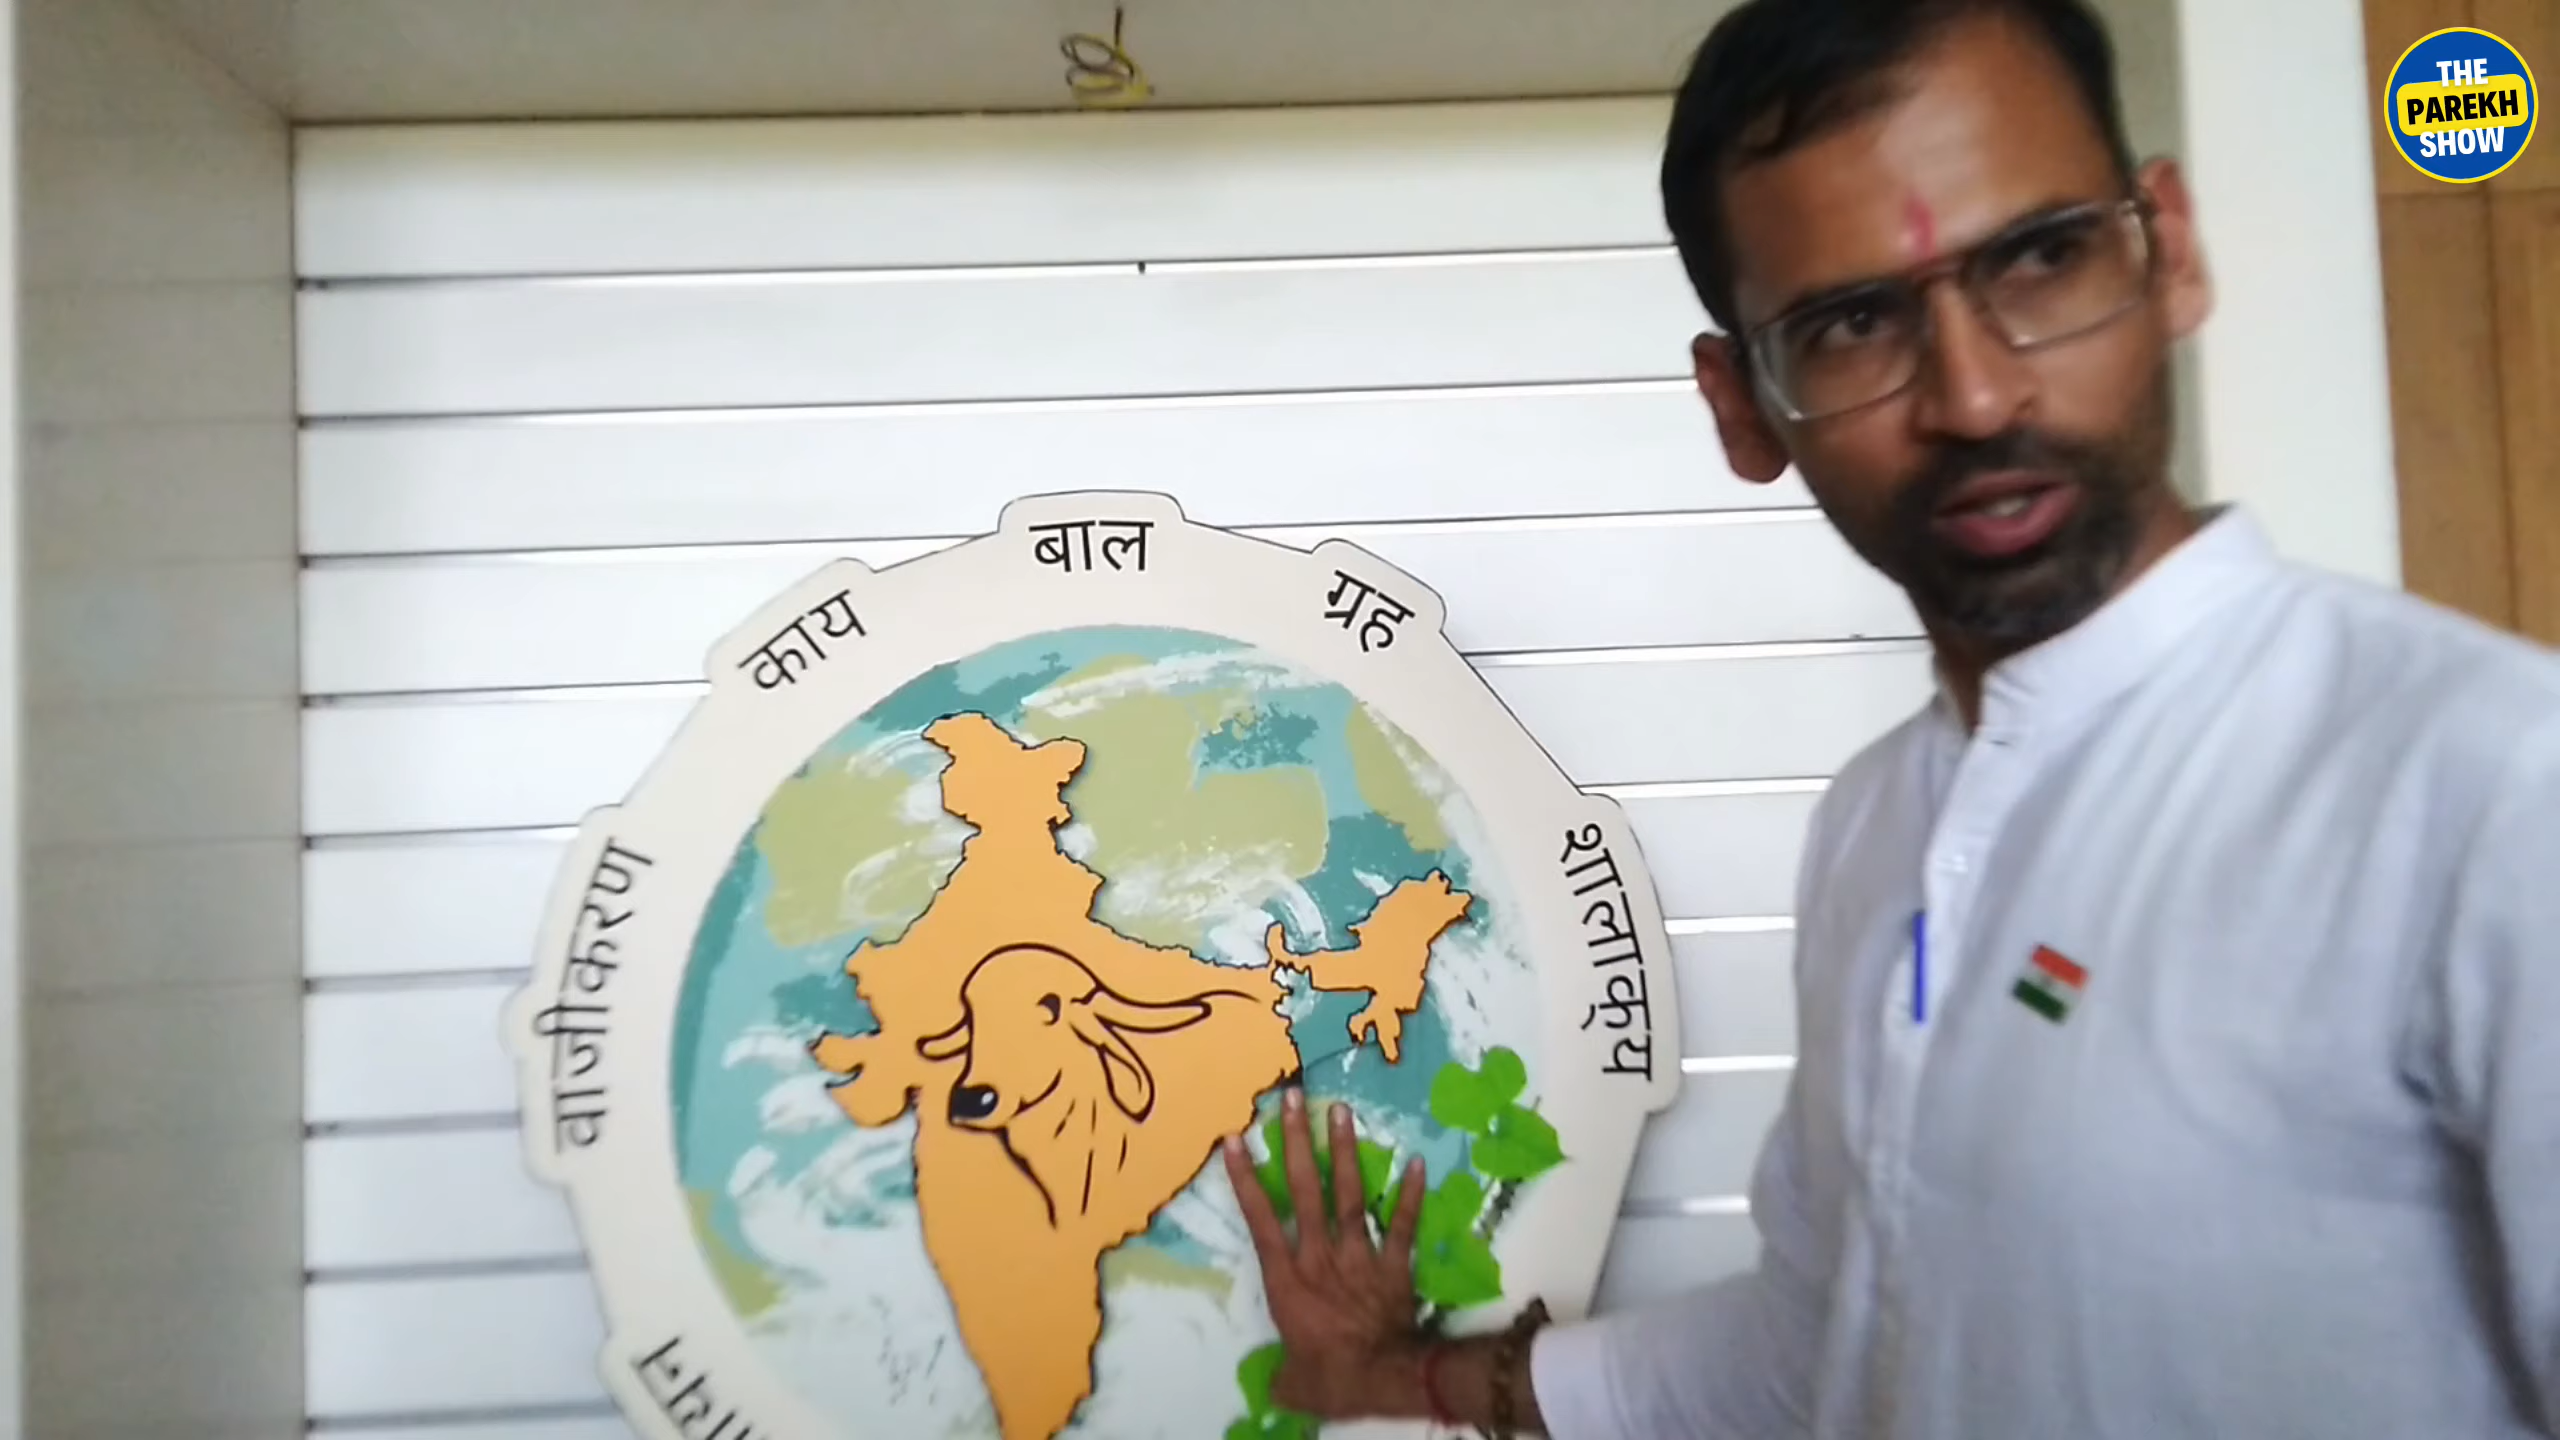 THE
PAREKH
SHOW
बाल
काय
ग्रह
वाजीकरण
शालाक्य